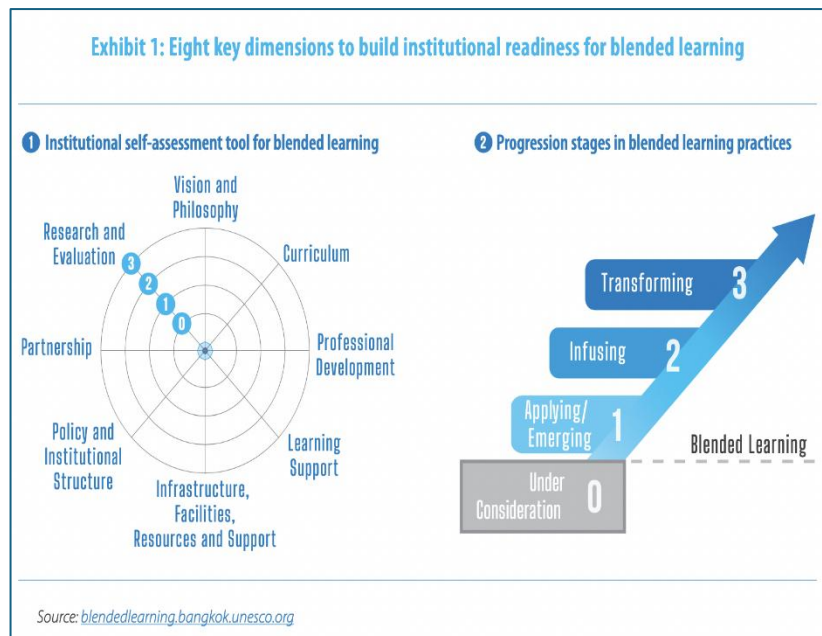 Exhibit 1: Eight key dimensions to build institutional readiness for blended learning
1 Institutional self-assessment tool for blended learning
Vision and
Philosophy
Research and
Evaluation
Curriculum
3
2
1
0
Partnership
Professional
Development
Policy and
Institutional
Structure
Learning
Support
Infrastructure,
Facilities,
Resources and Support
2 Progression stages in blended learning practices
Transforming 3
Infusing 2
Applying/
Emerging 1
Blended Learning
Under
Consideration 0
Source: blendedlearning.bangkok.unesco.org